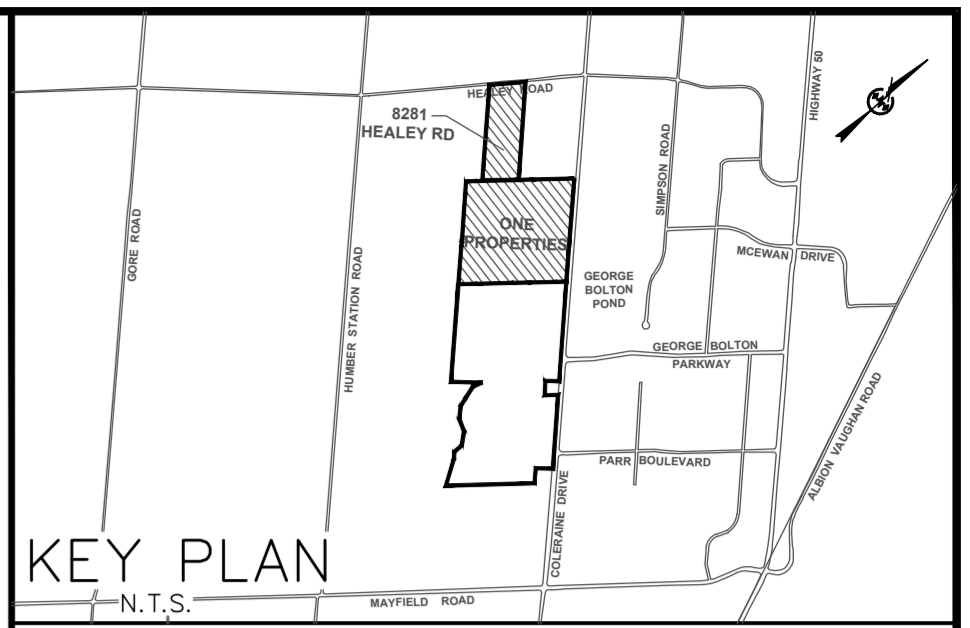 HEALEY ROAD
8281
HEALEY RD
HIGHWAY 50
SIMPSON ROAD
GORE ROAD
HUMBER STATION ROAD
ONE
PROPERTIES
MCEWAN DRIVE
GEORGE
BOLTON
POND
GEORGE BOLTON
PARKWAY
ALBION VAUGHAN ROAD
PARR BOULEVARD
COLERAINE DRIVE
KEY PLAN
N.T.S.
MAYFIELD ROAD